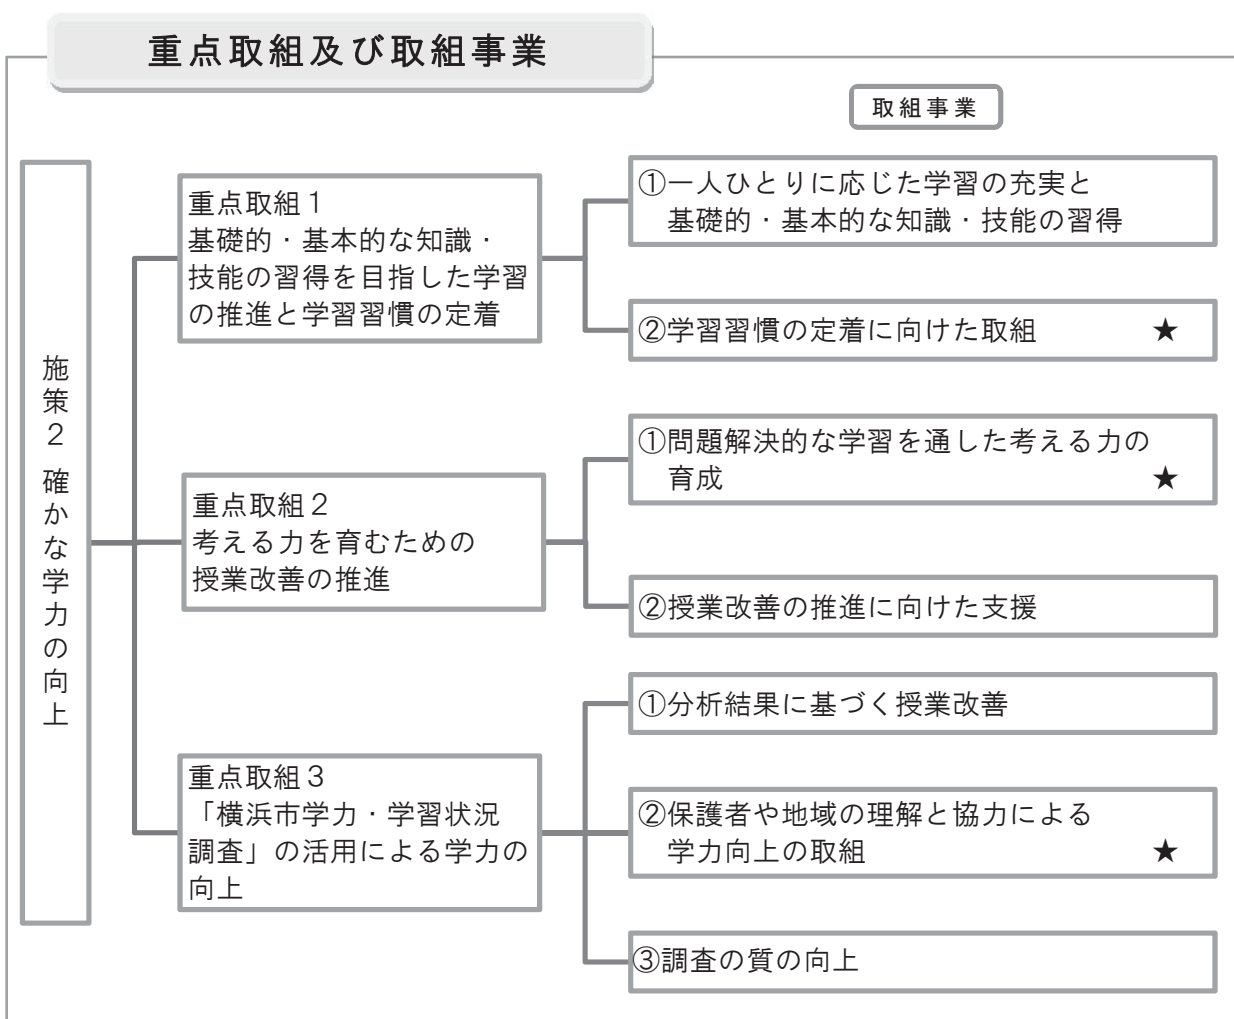 重点取組及び取組事業
取組事業
施策２ 確かな学力の向上
重点取組１
基礎的・基本的な知識・
技能の習得を目指した学習
の推進と学習習慣の定着
①一人ひとりに応じた学習の充実と
基礎的・基本的な知識・技能の習得
②学習習慣の定着に向けた取組 ★
重点取組２
考える力を育むための
授業改善の推進
①問題解決的な学習を通した考える力の
育成 ★
②授業改善の推進に向けた支援
重点取組３
「横浜市学力・学習状況
調査」の活用による学力の
向上
①分析結果に基づく授業改善
②保護者や地域の理解と協力による
学力向上の取組 ★
③調査の質の向上